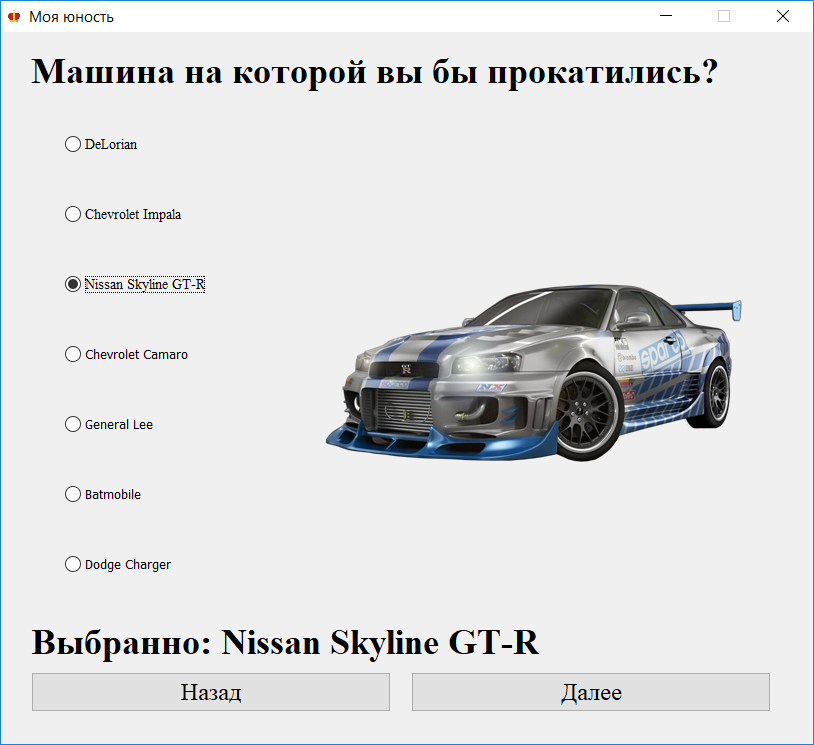 Моя юность
Машина на которой вы бы прокатились?
DeLorian
Chevrolet Impala
Nissan Skyline GT-R
Chevrolet Camaro
General Lee
Batmobile
Dodge Charger
sparco
Выбранно: Nissan Skyline GT-R
Назад
Далее